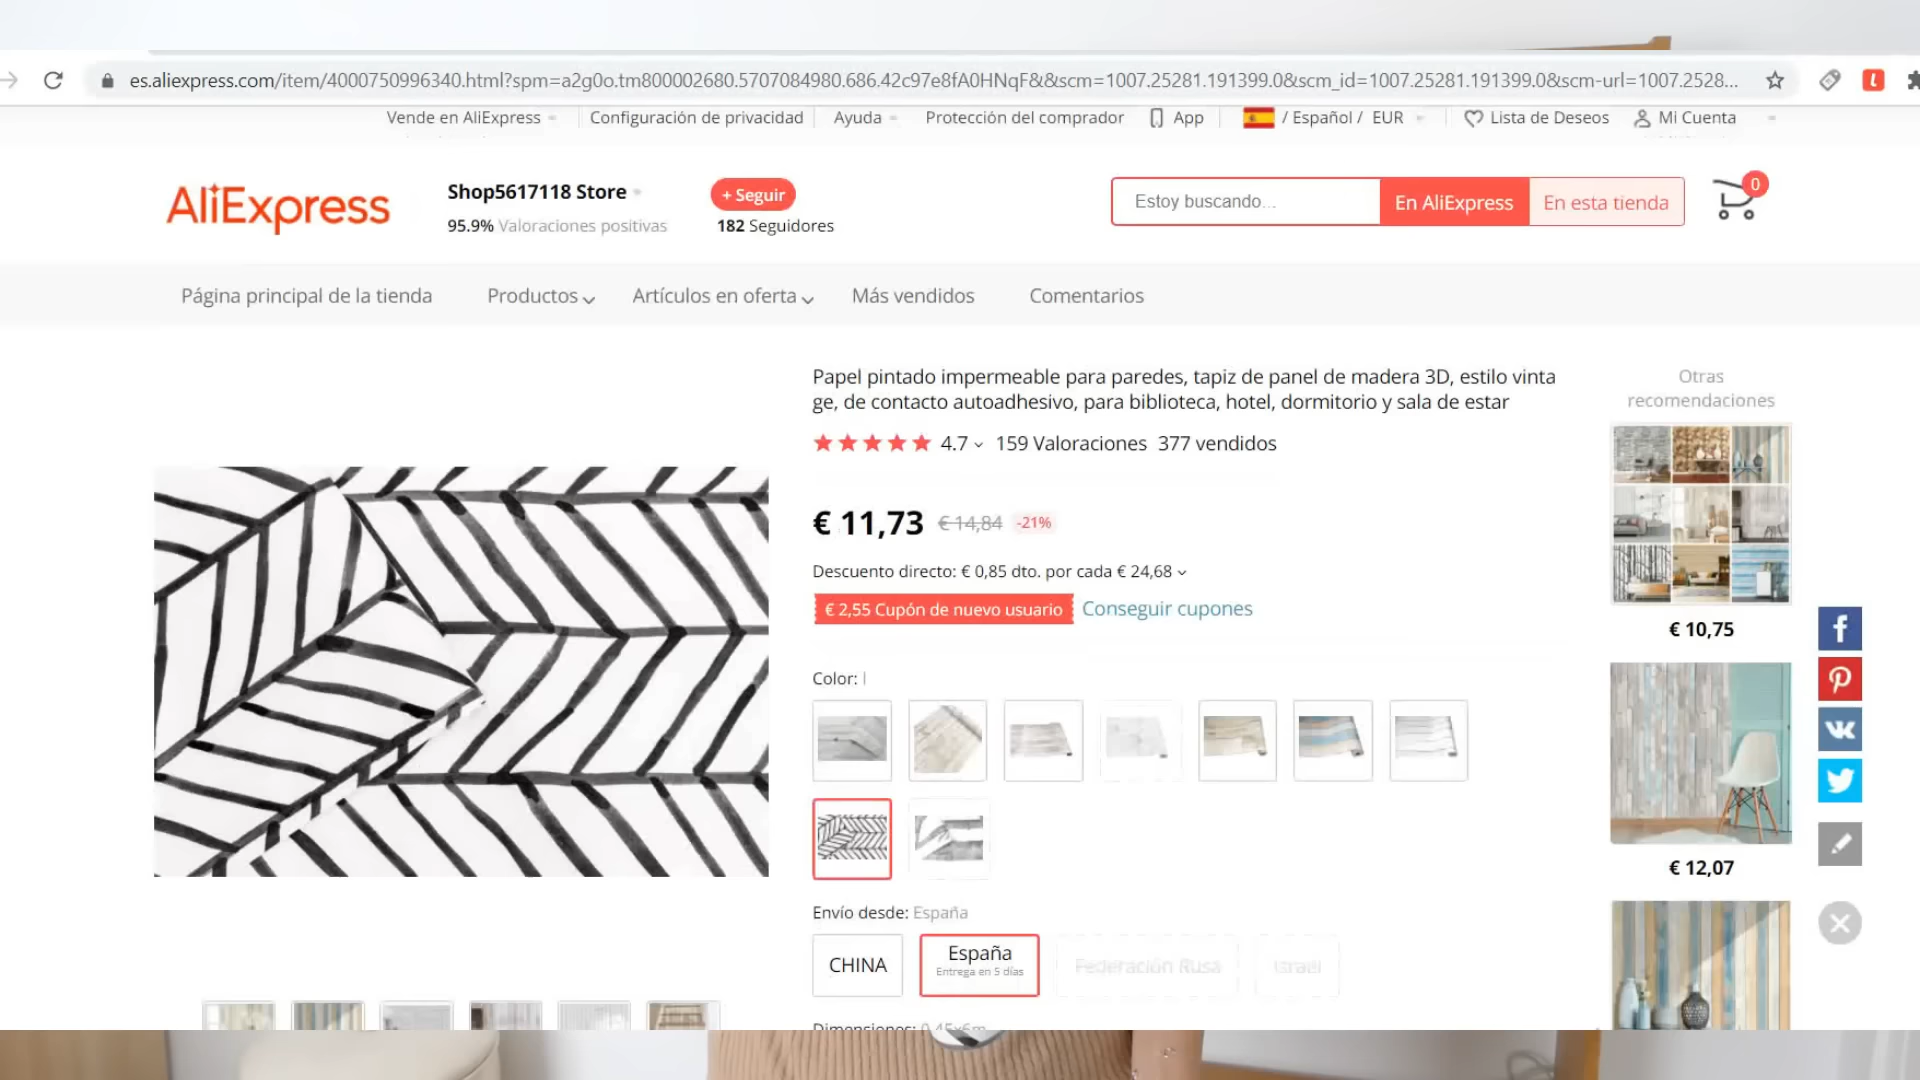 es.aliexpress.com/item/4000750996340.html?spm=a2g0o.tm800002680.5707084980.686.42c97e8fA0HNqF&&scm=1007.25281.191399.0&scm_id=1007.25281.191399.0&scm-url=1007.2528...
Vende en AliExpress
Configuración de privacidad
Ayuda
Protección del comprador
App
/ Español / EUR
Lista de Deseos
Mi Cuenta
AliExpress
Shop5617118 Store
+ Seguir
95.9% Valoraciones positivas
182 Seguidores
Estoy buscando...
En AliExpress
En esta tienda
0
Página principal de la tienda
Productos
Artículos en oferta
Más vendidos
Comentarios
Papel pintado impermeable para paredes, tapiz de panel de madera 3D, estilo vinta
ge, de contacto autoadhesivo, para biblioteca, hotel, dormitorio y sala de estar
4.7
159 Valoraciones
377 vendidos
€ 11,73
€ 14,84
-21%
Descuento directo: € 0,85 dto. por cada € 24,68
€ 2,55 Cupón de nuevo usuario
Conseguir cupones
Color: I
Envío desde: España
CHINA
España
Entrega en 5 días
Federación Rusa
Israel
Dimensiones: 0.45x6m
Otras
recomendaciones
€ 10,75
€ 12,07